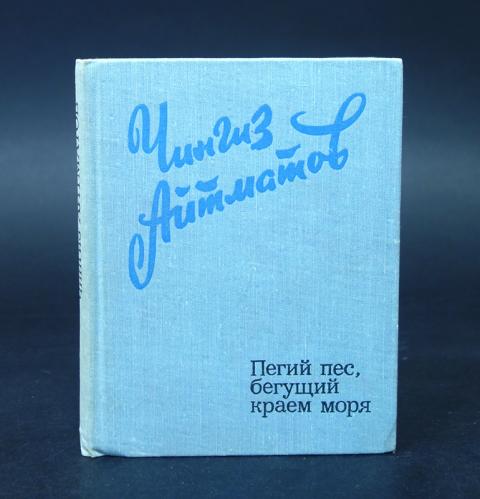 Чингиз
Айтматов
Пегий пес,
бегущий
краем моря